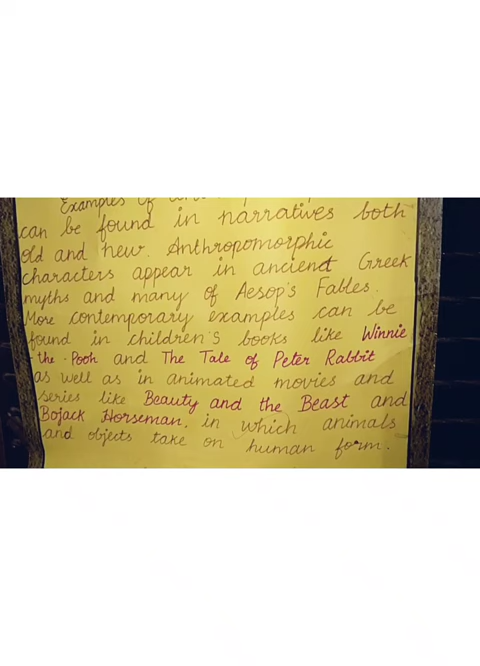 Examples of
can be found in narratives both
old and new. Anthropomorphic
characters appear in ancient Greek
myths and many of Aesop's Fables.
More contemporary examples can be
found in children's books like Winnie
-the-Pooh and The Tale of Peter Rabbit
as well as in animated movies and
series like Beauty and the Beast and
Bojack Horseman, in which animals
and objects take on human form.